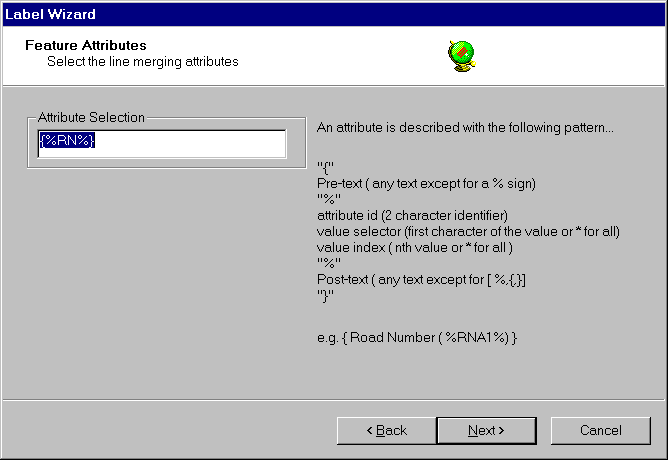 Label Wizard
Feature Attributes
Select the line merging attributes
Attribute Selection
{%RN%}
An attribute is described with the following pattern...
"{"
Pre-text ( any text except for a % sign)
"%"
attribute id (2 character identifier)
value selector (first character of the value or * for all)
value index ( nth value or * for all )
"%"
Post-text ( any text except for [ %,{,}]
"}"
e.g. { Road Number ( %RNA1%) }
< Back
Next >
Cancel